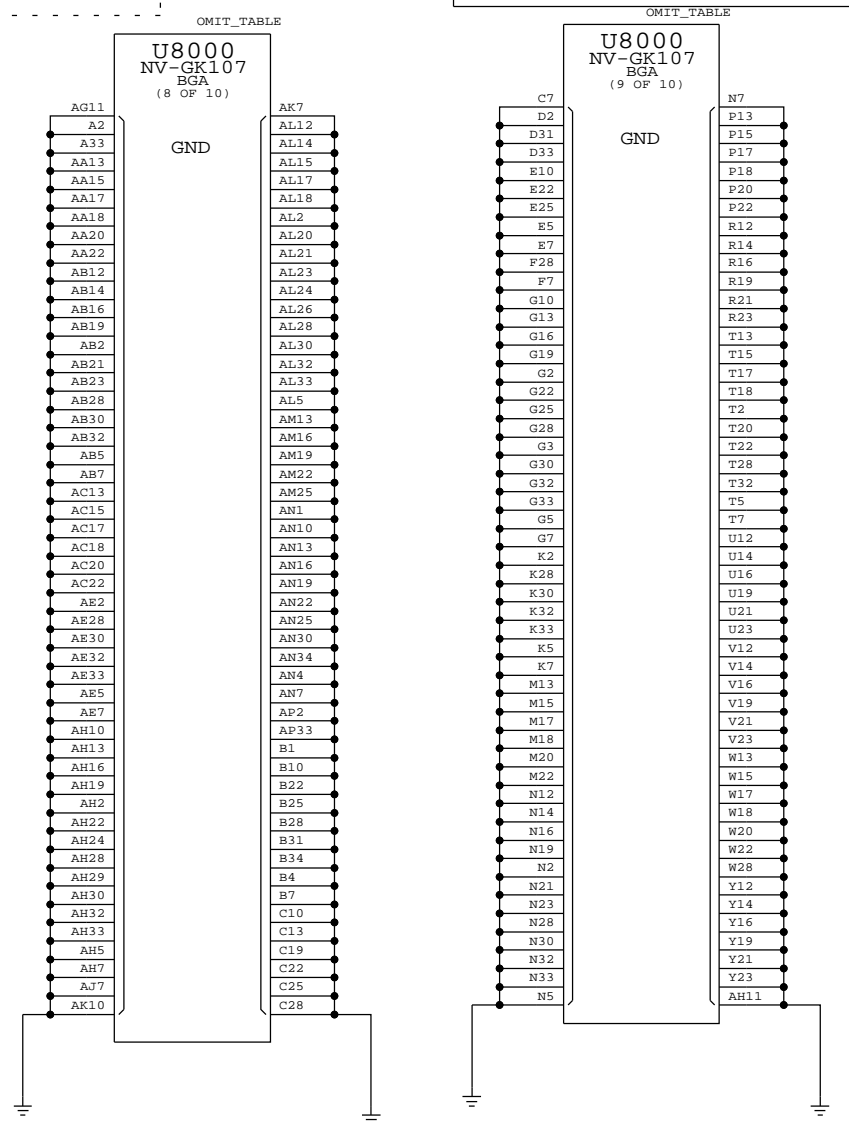 OMIT_TABLE
U8000
NV-GK107
BGA
(8 OF 10)
GND
AG11
A2
A33
AA13
AA15
AA17
AA18
AA20
AA22
AB12
AB14
AB16
AB19
AB2
AB21
AB23
AB28
AB30
AB32
AB5
AB7
AC13
AC15
AC17
AC18
AC20
AC22
AE2
AE28
AE30
AE32
AE33
AE5
AE7
AH10
AH13
AH16
AH19
AH2
AH22
AH24
AH28
AH29
AH30
AH32
AH33
AH5
AH7
AJ7
AK10
AK7
AL12
AL14
AL15
AL17
AL18
AL2
AL20
AL21
AL23
AL24
AL26
AL28
AL30
AL32
AL33
AL5
AM13
AM16
AM19
AM22
AM25
AN1
AN10
AN13
AN16
AN19
AN22
AN25
AN30
AN34
AN4
AN7
AP2
AP33
B1
B10
B22
B25
B28
B31
B34
B4
B7
C10
C13
C19
C22
C25
C28
OMIT_TABLE
U8000
NV-GK107
BGA
(9 OF 10)
GND
C7
D2
D31
D33
E10
E22
E25
E5
E7
F28
F7
G10
G13
G16
G19
G2
G22
G25
G28
G3
G30
G32
G33
G5
G7
K2
K28
K30
K32
K33
K5
K7
M13
M15
M17
M18
M20
M22
N12
N14
N16
N19
N2
N21
N23
N28
N30
N32
N33
N5
N7
P13
P15
P17
P18
P20
P22
R12
R14
R16
R19
R21
R23
T13
T15
T17
T18
T2
T20
T22
T28
T32
T5
T7
U12
U14
U16
U19
U21
U23
V12
V14
V16
V19
V21
V23
W13
W15
W17
W18
W20
W22
W28
Y12
Y14
Y16
Y19
Y21
Y23
AH11